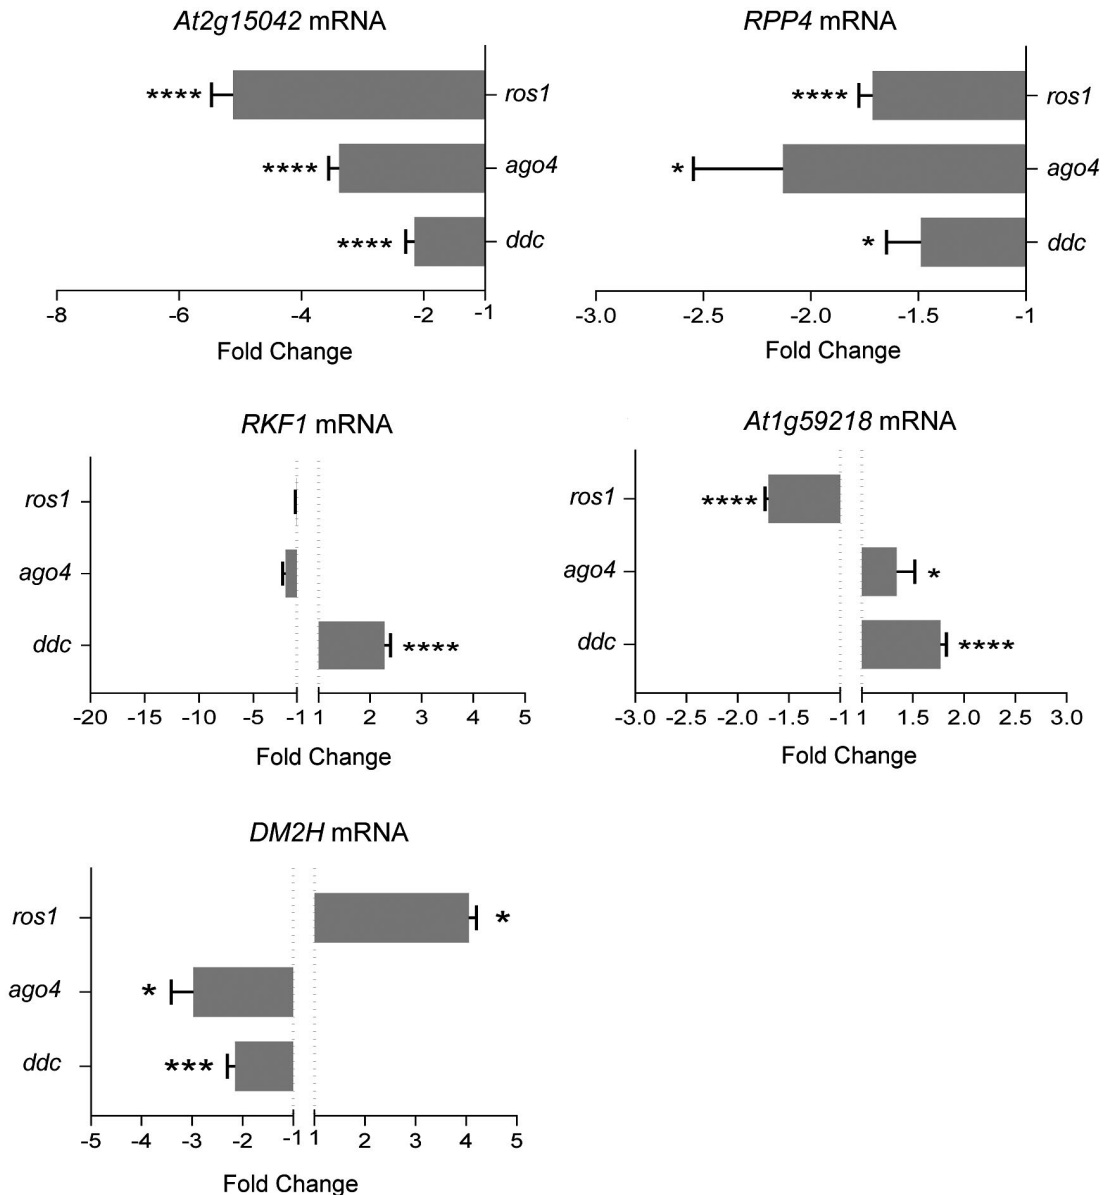 At2g15042 mRNA
**** ros1
**** ago4
**** ddc
-8 -6 -4 -2 -1
Fold Change
RPP4 mRNA
**** ros1
* ago4
* ddc
-3.0 -2.5 -2.0 -1.5 -1
Fold Change
RKF1 mRNA
ros1
ago4
ddc ****
-20 -15 -10 -5 -1 1 2 3 4 5
Fold Change
At1g59218 mRNA
ros1 ****
ago4 *
ddc ****
-3.0 -2.5 -2.0 -1.5 -1 1 1.5 2.0 2.5 3.0
Fold Change
DM2H mRNA
ros1 *
ago4 *
ddc ***
-5 -4 -3 -2 -1 1 2 3 4 5
Fold Change